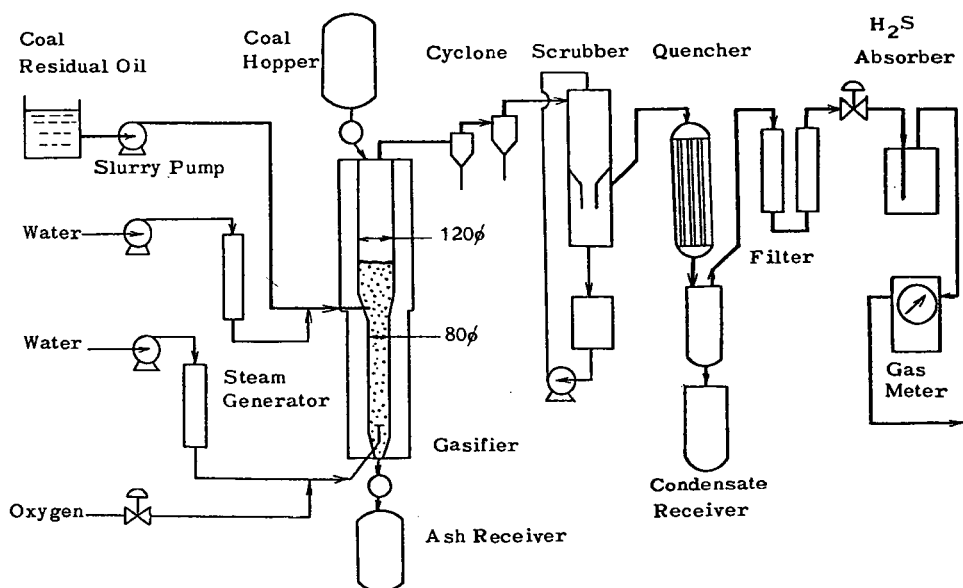 Coal
Residual Oil
Coal
Hopper
Cyclone
Scrubber
Quencher
H₂S
Absorber
Slurry Pump
Water
120ϕ
Filter
80ϕ
Water
Steam
Generator
Gas
Meter
Gasifier
Condensate
Receiver
Oxygen
Ash Receiver